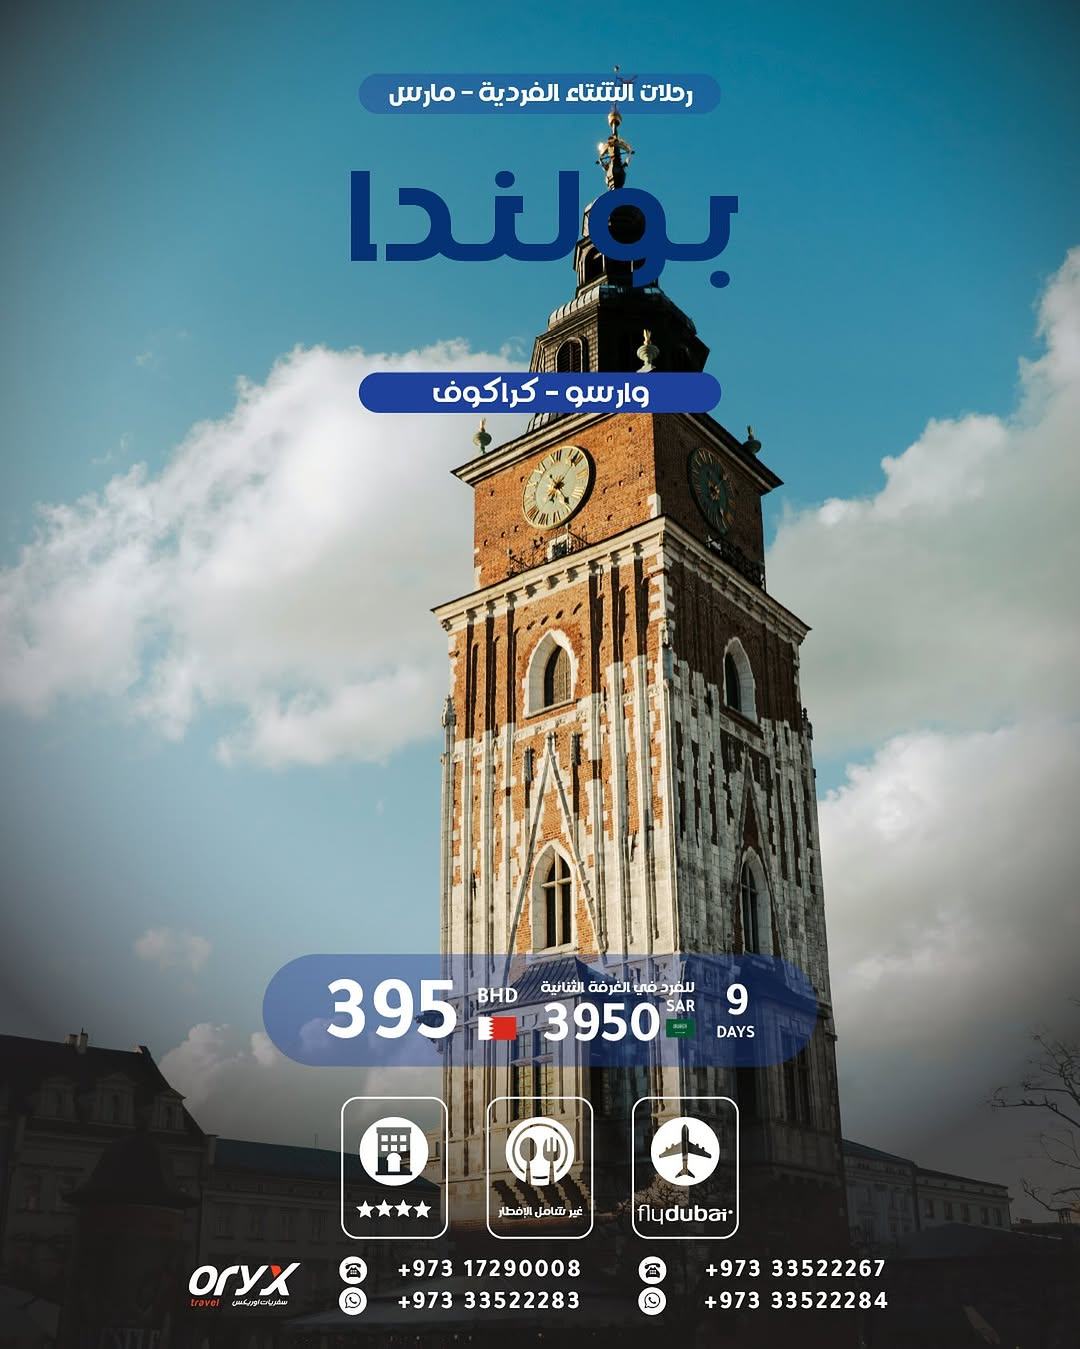 رحلات الشتاء الفردية - مارس
بولندا
وارسو - كراكوف
395 BHD
للفرد في الغرفة الثنائية
3950 SAR
9 DAYS
غير شامل الإفطار
flydubai
oryx
travel سفريات اوريكس
+973 17290008
+973 33522283
+973 33522267
+973 33522284